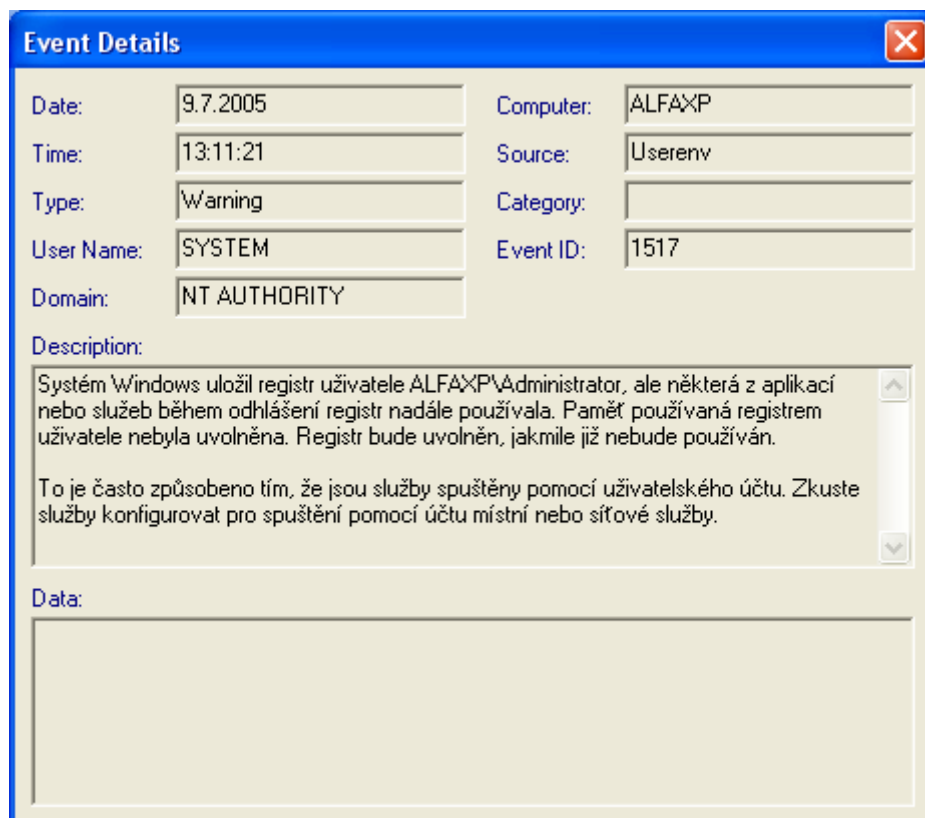 Event Details
Date: 9.7.2005 Computer: ALFAXP
Time: 13:11:21 Source: Userenv
Type: Warning Category:
User Name: SYSTEM Event ID: 1517
Domain: NT AUTHORITY
Description:
Systém Windows uložil registr uživatele ALFAXP\Administrator, ale některá z aplikací
nebo služeb během odhlášení registr nadále používala. Paměť používaná registrem
uživatele nebyla uvolněna. Registr bude uvolněn, jakmile již nebude používán.
To je často způsobeno tím, že jsou služby spuštěny pomocí uživatelského účtu. Zkuste
služby konfigurovat pro spuštění pomocí účtu místní nebo síťové služby.
Data: